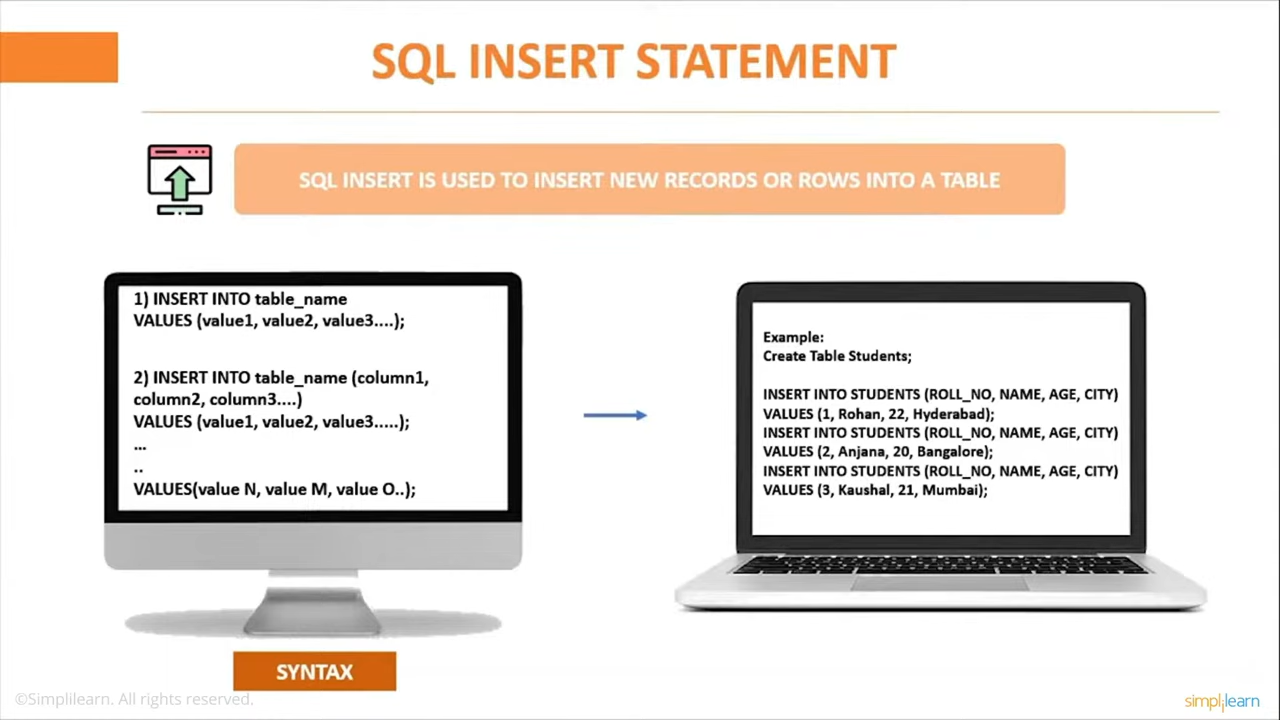 SQL INSERT STATEMENT
SQL INSERT IS USED TO INSERT NEW RECORDS OR ROWS INTO A TABLE
1) INSERT INTO table_name
VALUES (value1, value2, value3....);
2) INSERT INTO table_name (column1,
column2, column3....)
VALUES (value1, value2, value3.....);
...
..
VALUES(value N, value M, value O..);
SYNTAX
Example:
Create Table Students;
INSERT INTO STUDENTS (ROLL_NO, NAME, AGE, CITY)
VALUES (1, Rohan, 22, Hyderabad);
INSERT INTO STUDENTS (ROLL_NO, NAME, AGE, CITY)
VALUES (2, Anjana, 20, Bangalore);
INSERT INTO STUDENTS (ROLL_NO, NAME, AGE, CITY)
VALUES (3, Kaushal, 21, Mumbai);
©Simplilearn. All rights reserved.
simplilearn